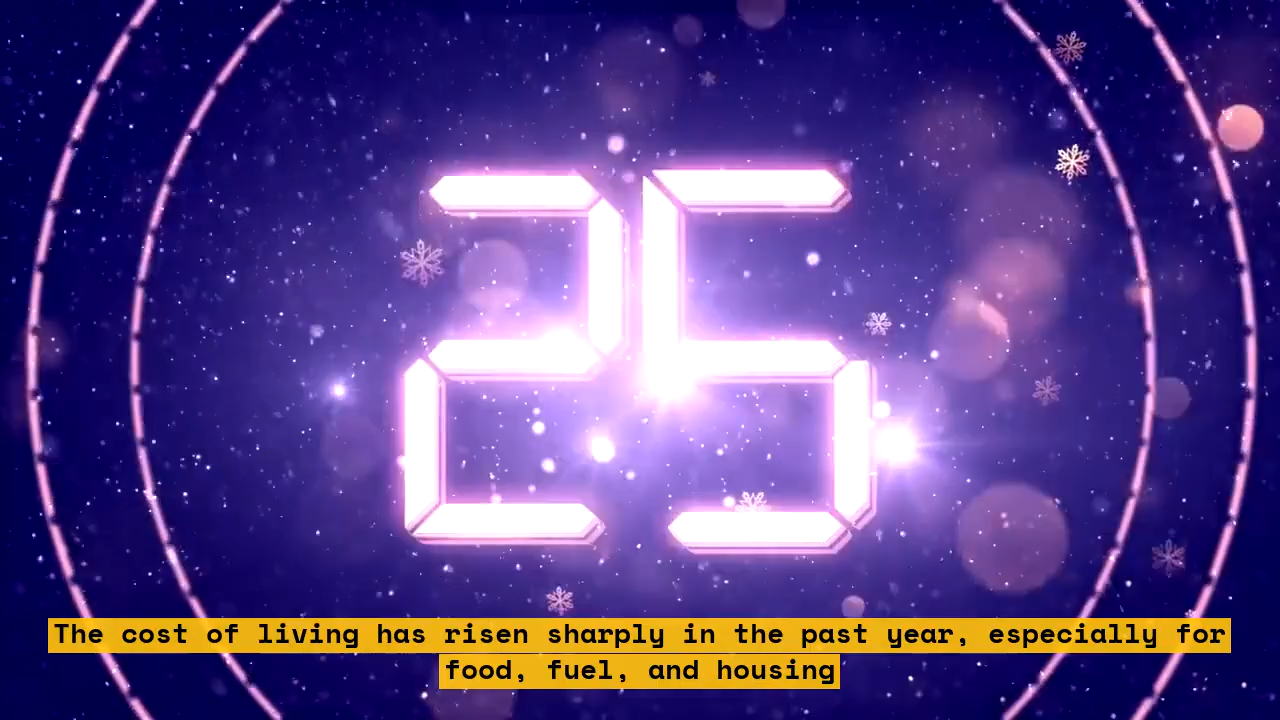 25
The cost of living has risen sharply in the past year, especially for
food, fuel, and housing